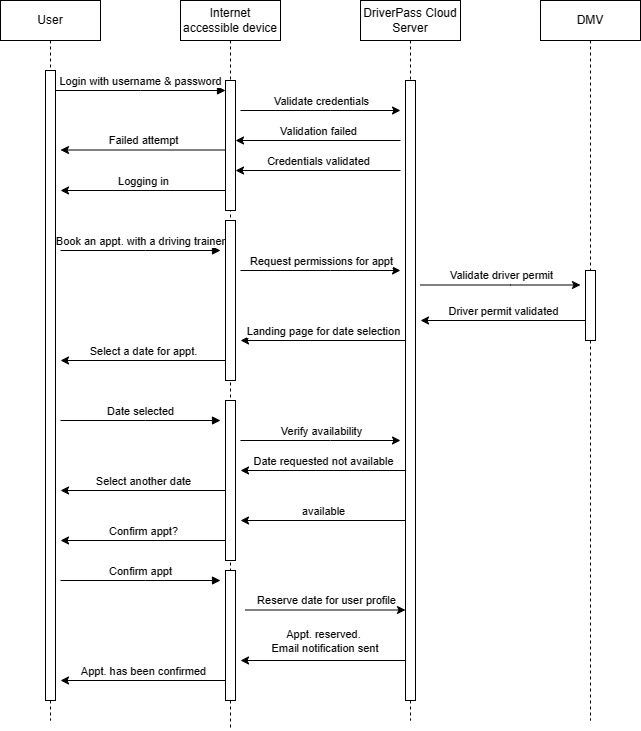 User
Internet
accessible device
DriverPass Cloud
Server
DMV
Login with username & password
Validate credentials
Validation failed
Failed attempt
Credentials validated
Logging in
Book an appt. with a driving trainer
Request permissions for appt
Validate driver permit
Driver permit validated
Landing page for date selection
Select a date for appt.
Date selected
Verify availability
Date requested not available
Select another date
available
Confirm appt?
Confirm appt
Reserve date for user profile
Appt. reserved.
Email notification sent
Appt. has been confirmed